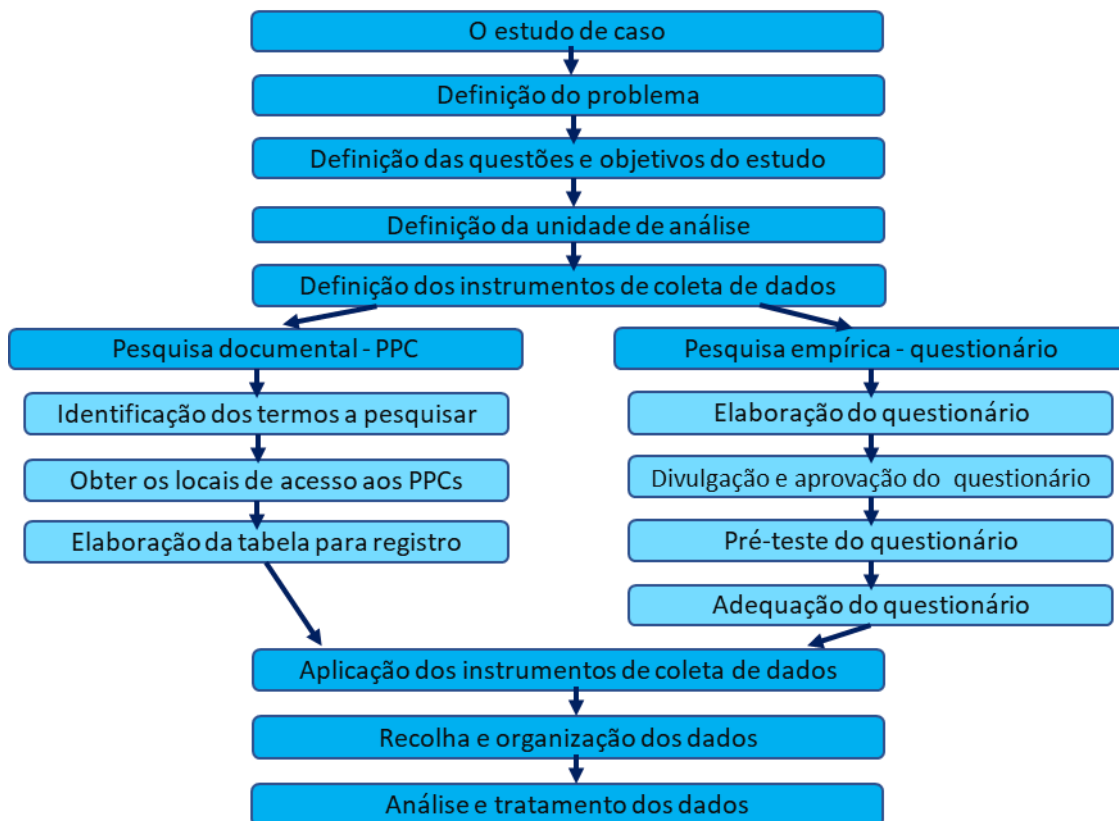 O estudo de caso
Definição do problema
Definição das questões e objetivos do estudo
Definição da unidade de análise
Definição dos instrumentos de coleta de dados
Pesquisa documental - PPC
Identificação dos termos a pesquisar
Obter os locais de acesso aos PPCs
Elaboração da tabela para registro
Pesquisa empírica - questionário
Elaboração do questionário
Divulgação e aprovação do questionário
Pré-teste do questionário
Adequação do questionário
Aplicação dos instrumentos de coleta de dados
Recolha e organização dos dados
Análise e tratamento dos dados